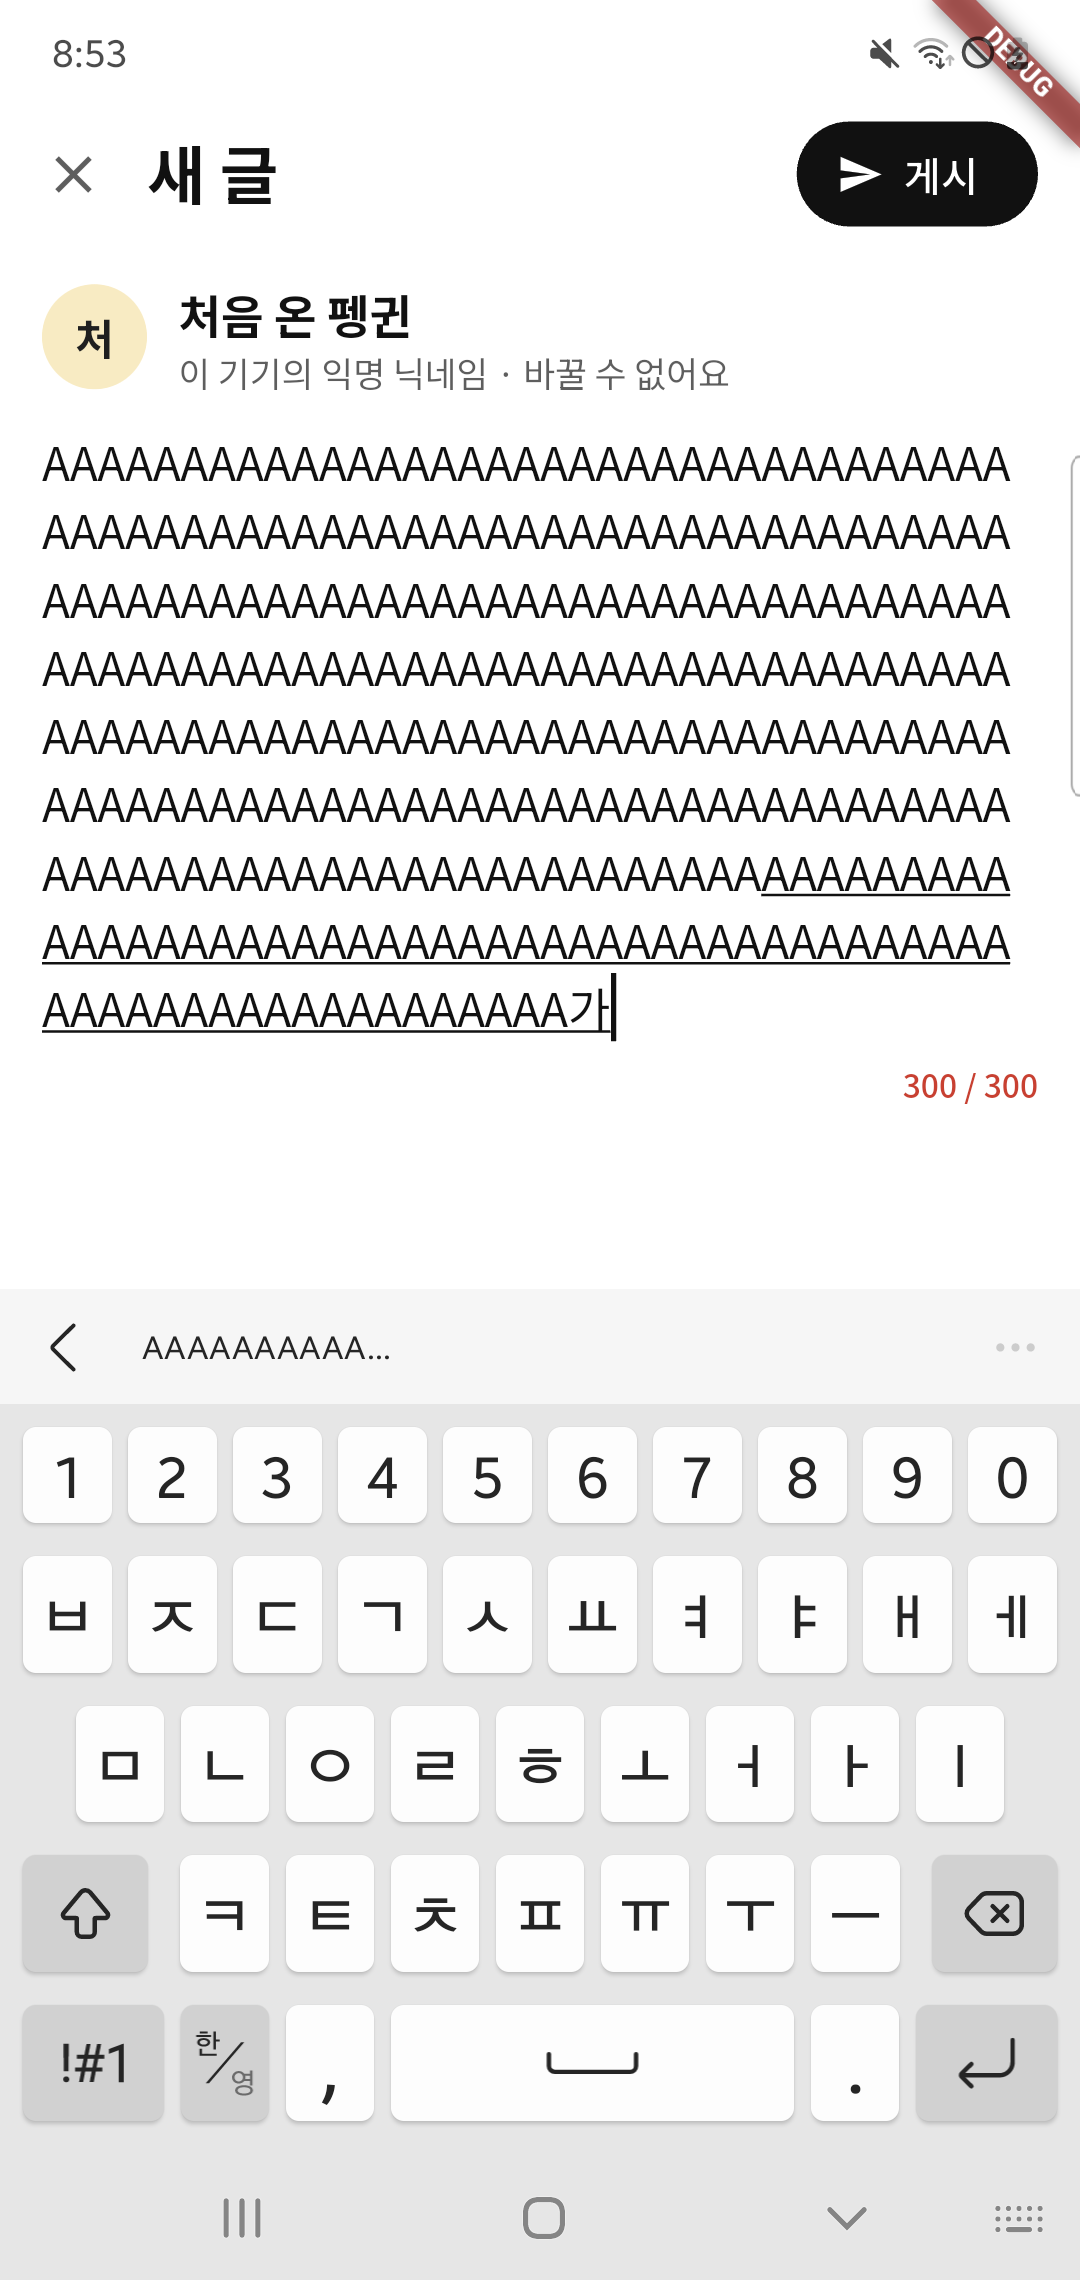 8:53
DEBUG
새 글
게시
처
처음 온 펭귄
이 기기의 익명 닉네임 · 바꿀 수 없어요
AAAAAAAAAAAAAAAAAAAAAAAAAAAAAAAAAAA
AAAAAAAAAAAAAAAAAAAAAAAAAAAAAAAAAAA
AAAAAAAAAAAAAAAAAAAAAAAAAAAAAAAAAAA
AAAAAAAAAAAAAAAAAAAAAAAAAAAAAAAAAAA
AAAAAAAAAAAAAAAAAAAAAAAAAAAAAAAAAAA
AAAAAAAAAAAAAAAAAAAAAAAAAAAAAAAAAAA
AAAAAAAAAAAAAAAAAAAAAAAAAAAAAAAAAAA
AAAAAAAAAAAAAAAAAAAAAAAAAAAAAAAAAAA
AAAAAAAAAAAAAAAAAAA가
300 / 300
AAAAAAAAAA...
1 2 3 4 5 6 7 8 9 0
ㅂ ㅈ ㄷ ㄱ ㅅ ㅛ ㅕ ㅑ ㅐ ㅔ
ㅁ ㄴ ㅇ ㄹ ㅎ ㅗ ㅓ ㅏ ㅣ
ㅋ ㅌ ㅊ ㅍ ㅠ ㅜ ㅡ
!#1 한/영 , .